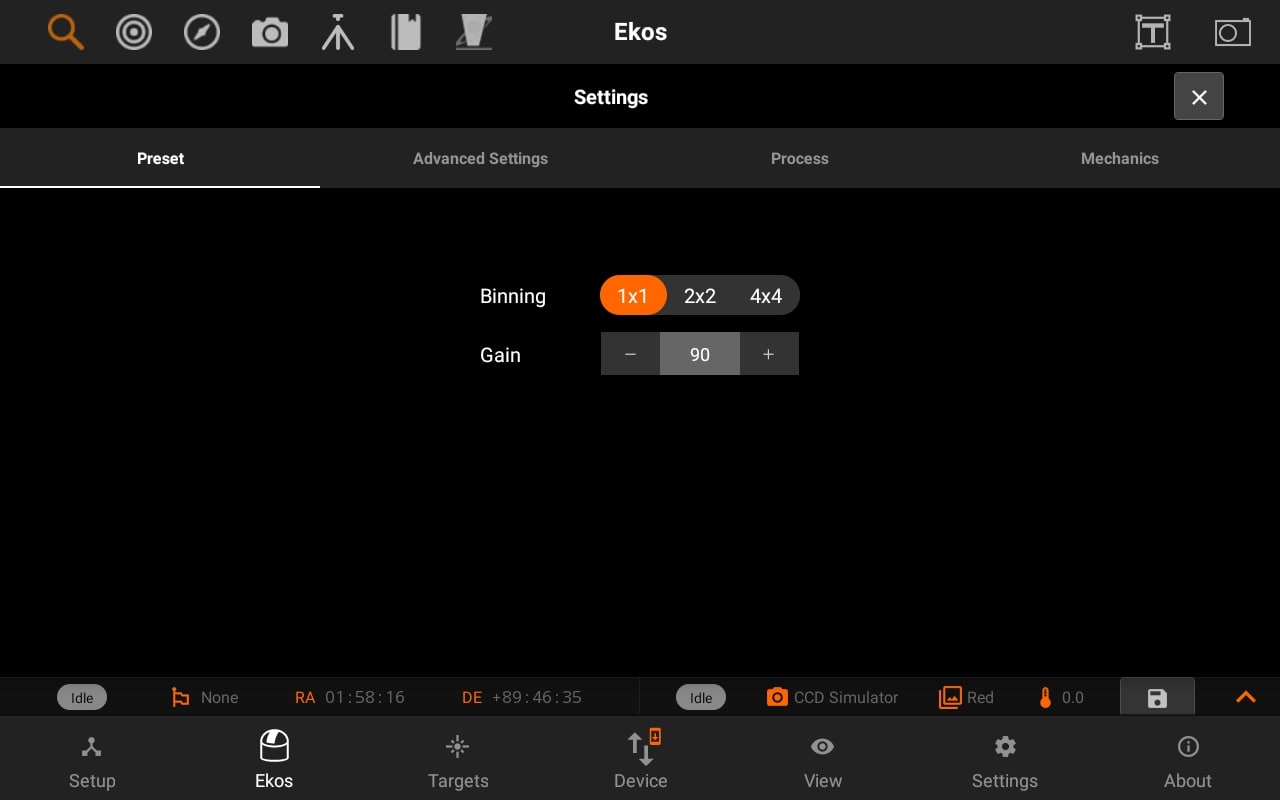 Ekos
T
Settings
×
Preset Advanced Settings Process Mechanics
Binning 1x1 2x2 4x4
Gain − 90 +
Idle None RA 01:58:16 DE +89:46:35 Idle CCD Simulator Red 0.0
Setup Ekos Targets Device View Settings About